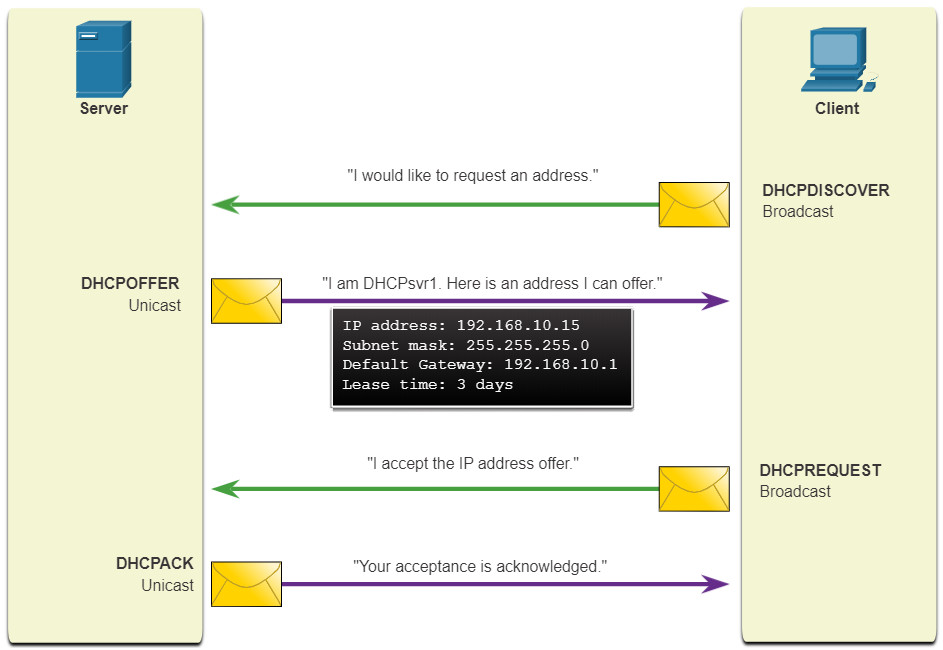 Server
Client
"I would like to request an address."
DHCPDISCOVER
Broadcast
DHCPOFFER
Unicast
"I am DHCPsvr1. Here is an address I can offer."
IP address: 192.168.10.15
Subnet mask: 255.255.255.0
Default Gateway: 192.168.10.1
Lease time: 3 days
"I accept the IP address offer."
DHCPREQUEST
Broadcast
DHCPACK
Unicast
"Your acceptance is acknowledged."